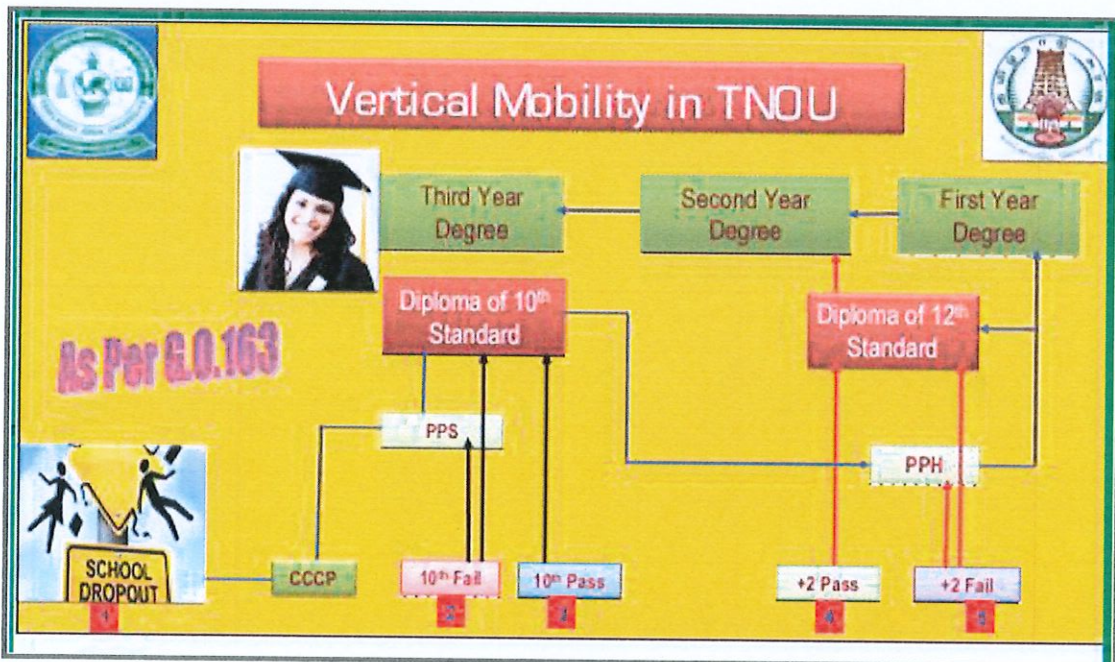 Vertical Mobility in TNOU
Third Year
Degree
Second Year
Degree
First Year
Degree
Diploma of 10th
Standard
Diploma of 12th
Standard
As Per G.O.163
PPS
PPH
SCHOOL
DROPOUT
CCCP
10th Fail
10th Pass
+2 Pass
+2 Fail
1
2
3
4
5